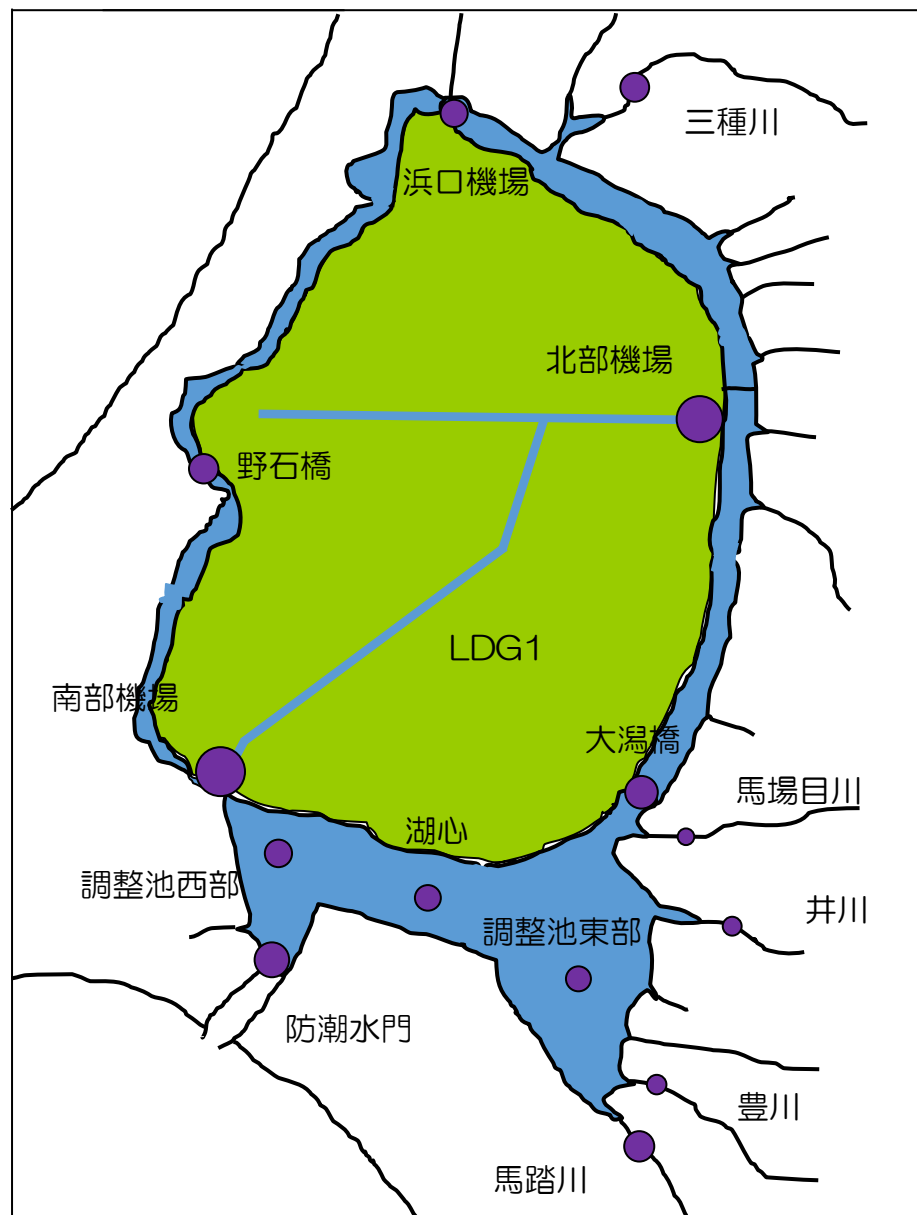 三種川
浜口機場
北部機場
野石橋
LDG1
南部機場
大潟橋
馬場目川
湖心
調整池西部
井川
調整池東部
防潮水門
豊川
馬踏川